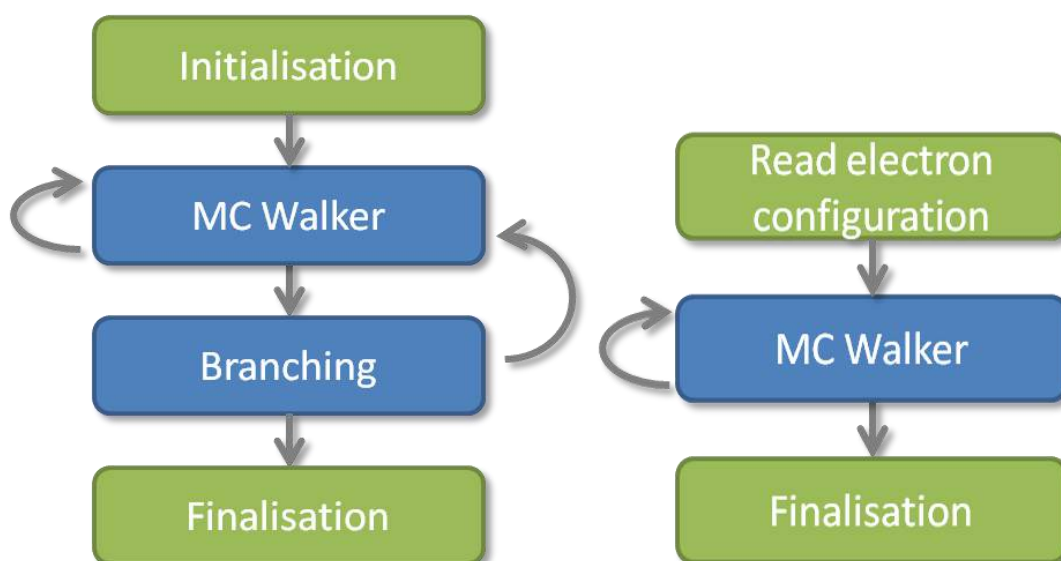 Initialisation
MC Walker
Branching
Finalisation
Read electron
configuration
MC Walker
Finalisation